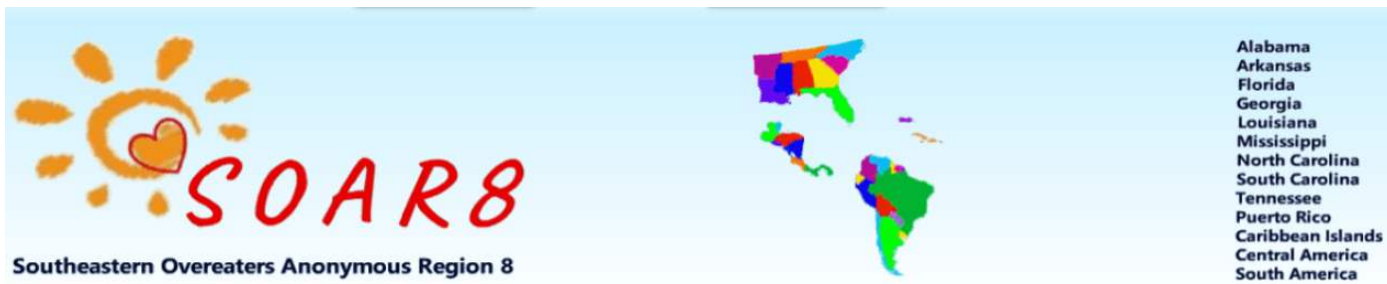 SOAR8
Southeastern Overeaters Anonymous Region 8
Alabama
Arkansas
Florida
Georgia
Louisiana
Mississippi
North Carolina
South Carolina
Tennessee
Puerto Rico
Caribbean Islands
Central America
South America